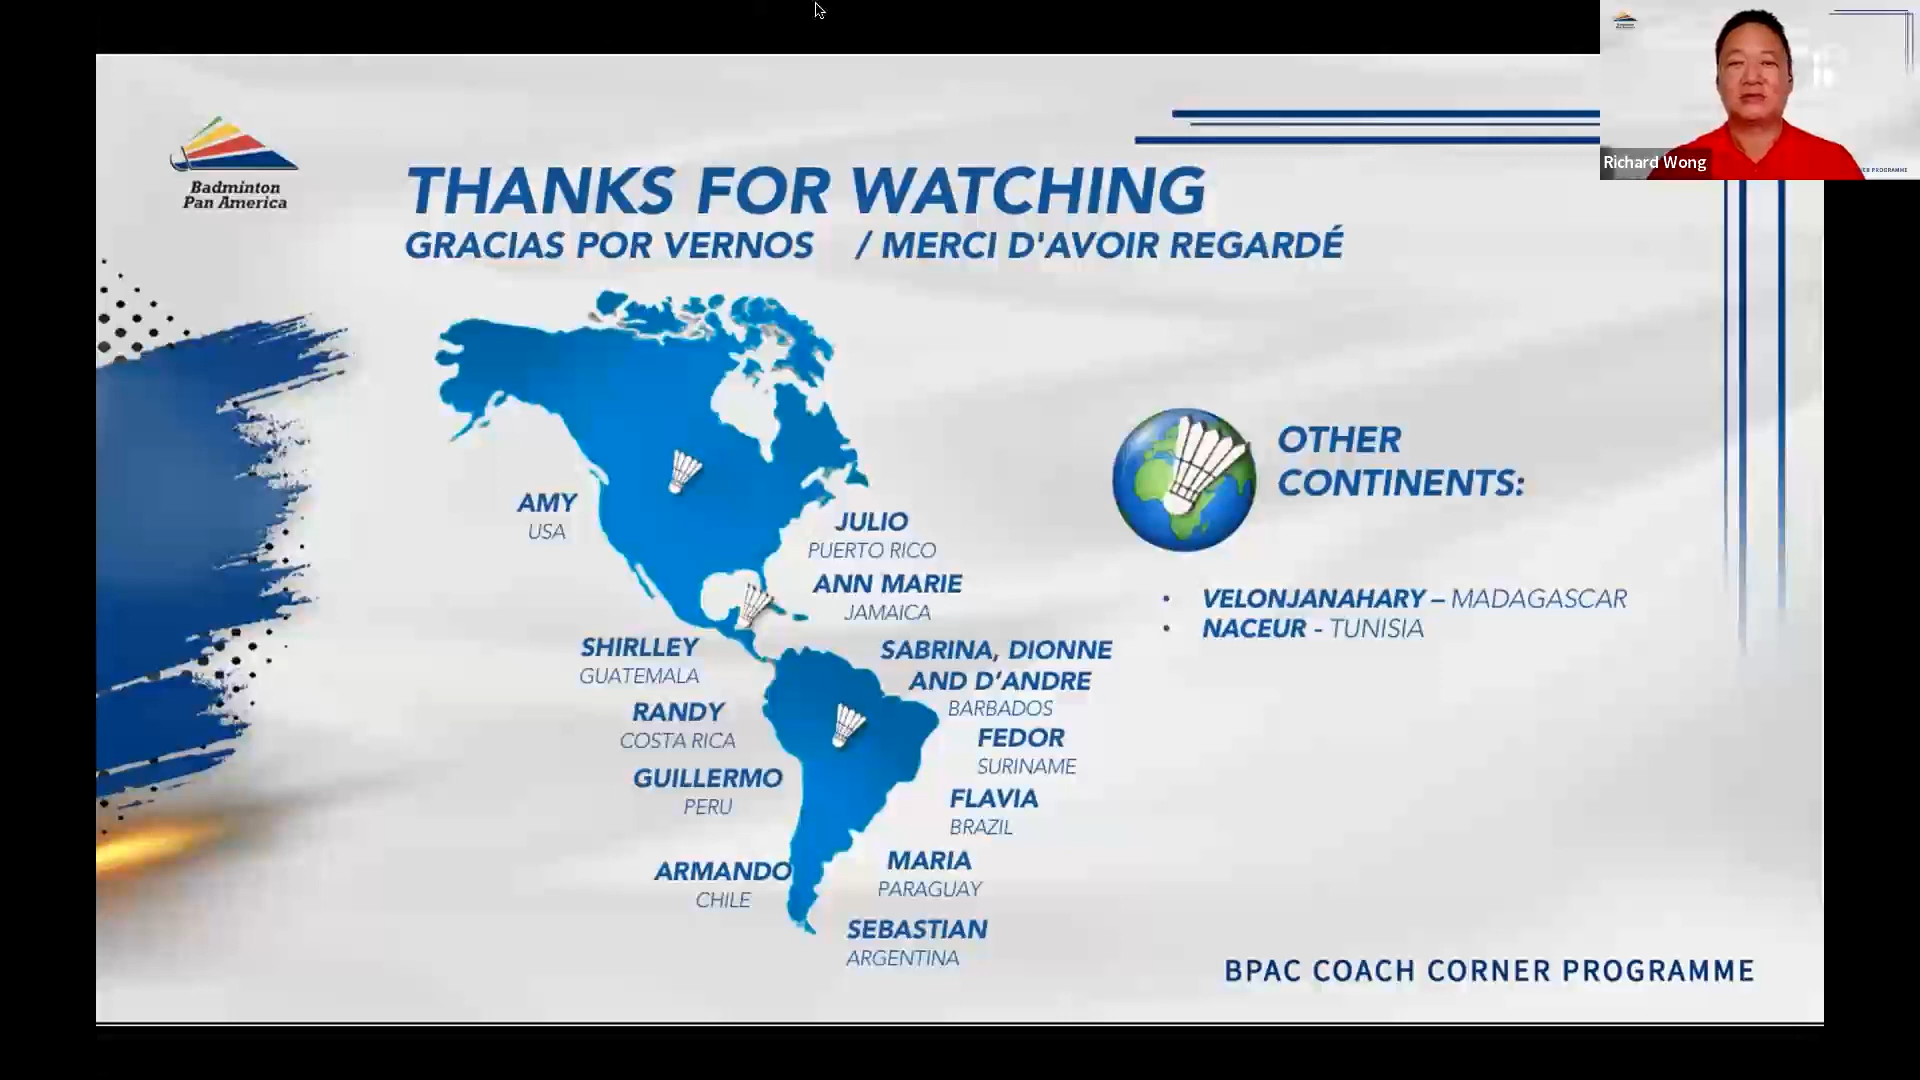 Badminton
Pan America
THANKS FOR WATCHING
GRACIAS POR VERNOS / MERCI D'AVOIR REGARDÉ
Richard Wong
AMY
USA
JULIO
PUERTO RICO
ANN MARIE
JAMAICA
SHIRLLEY
GUATEMALA
SABRINA, DIONNE
AND D’ANDRE
BARBADOS
RANDY
COSTA RICA
FEDOR
SURINAME
GUILLERMO
PERU
FLAVIA
BRAZIL
ARMANDO
CHILE
MARIA
PARAGUAY
SEBASTIAN
ARGENTINA
OTHER
CONTINENTS:
• VELONJANAHARY – MADAGASCAR
• NACEUR - TUNISIA
BPAC COACH CORNER PROGRAMME